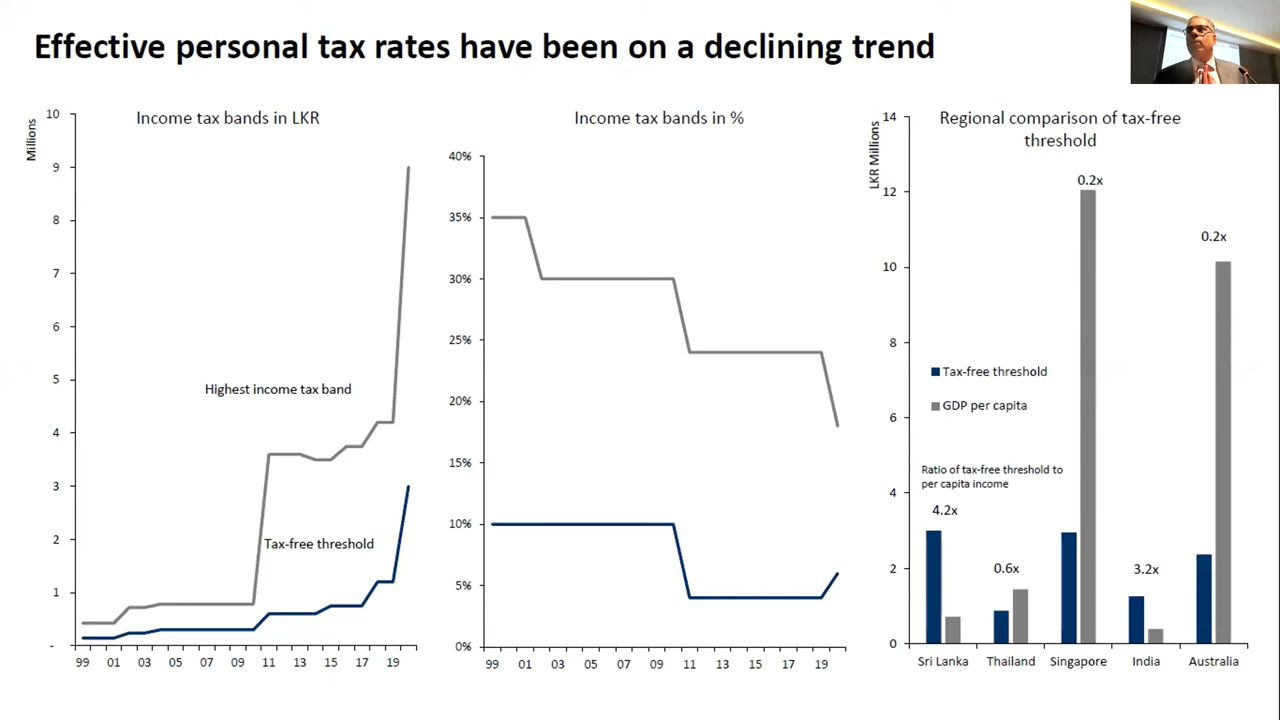 Effective personal tax rates have been on a declining trend
Income tax bands in LKR
Millions
10
9
8
7
6
5
4
3
2
1
-
Highest income tax band
Tax-free threshold
99 01 03 05 07 09 11 13 15 17 19
Income tax bands in %
40%
35%
30%
25%
20%
15%
10%
5%
0%
99 01 03 05 07 09 11 13 15 17 19
Regional comparison of tax-free
threshold
LKR Millions
14
12
10
8
6
4
2
0
Tax-free threshold
GDP per capita
Ratio of tax-free threshold to
per capita income
4.2x
0.6x
0.2x
3.2x
0.2x
Sri Lanka Thailand Singapore India Australia